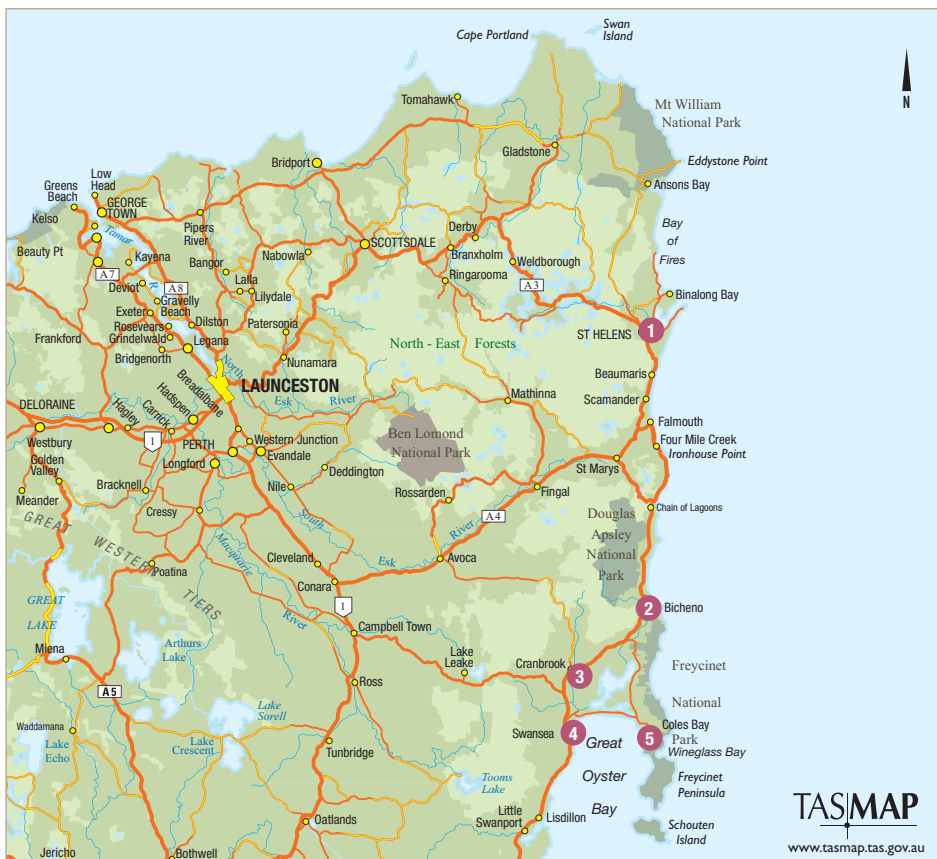 Swan
Island
Cape Portland
N
Tomahawk
Mt William
National Park
Gladstone
Bridport
Eddystone Point
Low
Head
Greens
Beach
Ansons Bay
GEORGE
TOWN
Kelso
Pipers
River
Tamar
R
Bay
of
Fires
Derby
SCOTTSDALE
Branxholm
Beauty Pt
Kayena
Bangor
Nabowla
Weldborough
A7
Ringarooma
Lalla
Lilydale
A3
Deviot
A8
Gravelly
Beach
Binalong Bay
Exeter
Rosevears
Dilston
Patersonia
ST HELENS
1
Frankford
Grindelwald
Legana
North - East Forests
Bridgenorth
Nunamara
Beaumaris
North
Esk
River
LAUNCESTON
Breadalbane
Hadspen
Mathinna
Scamander
DELORAINE
Hagley
Carrick
Falmouth
1
PERTH
Western Junction
Ben Lomond
National Park
Four Mile Creek
Ironhouse Point
Westbury
Evandale
Golden
Valley
Longford
Deddington
St Marys
Meander
Bracknell
Nile
Rossarden
Fingal
Cressy
Chain of Lagoons
GREAT
WESTERN
TIERS
South
Esk
River
A4
Douglas
Apsley
National
Park
Macquarie
River
Cleveland
Avoca
Poatina
Conara
GREAT
LAKE
1
2
Bicheno
Campbell Town
Miena
Arthurs
Lake
Lake
Leake
Cranbrook
3
Freycinet
National
Park
Ross
A5
Lake
Sorell
Waddamana
Swansea
4
Great
Oyster
Bay
5
Coles Bay
Wineglass Bay
Lake
Echo
Lake
Crescent
Tunbridge
Tooms
Lake
Freycinet
Peninsula
Little
Swanport
Lisdillon
Oatlands
Schouten
Island
Jericho
Bothwell
TASMAP
www.tasmap.tas.gov.au